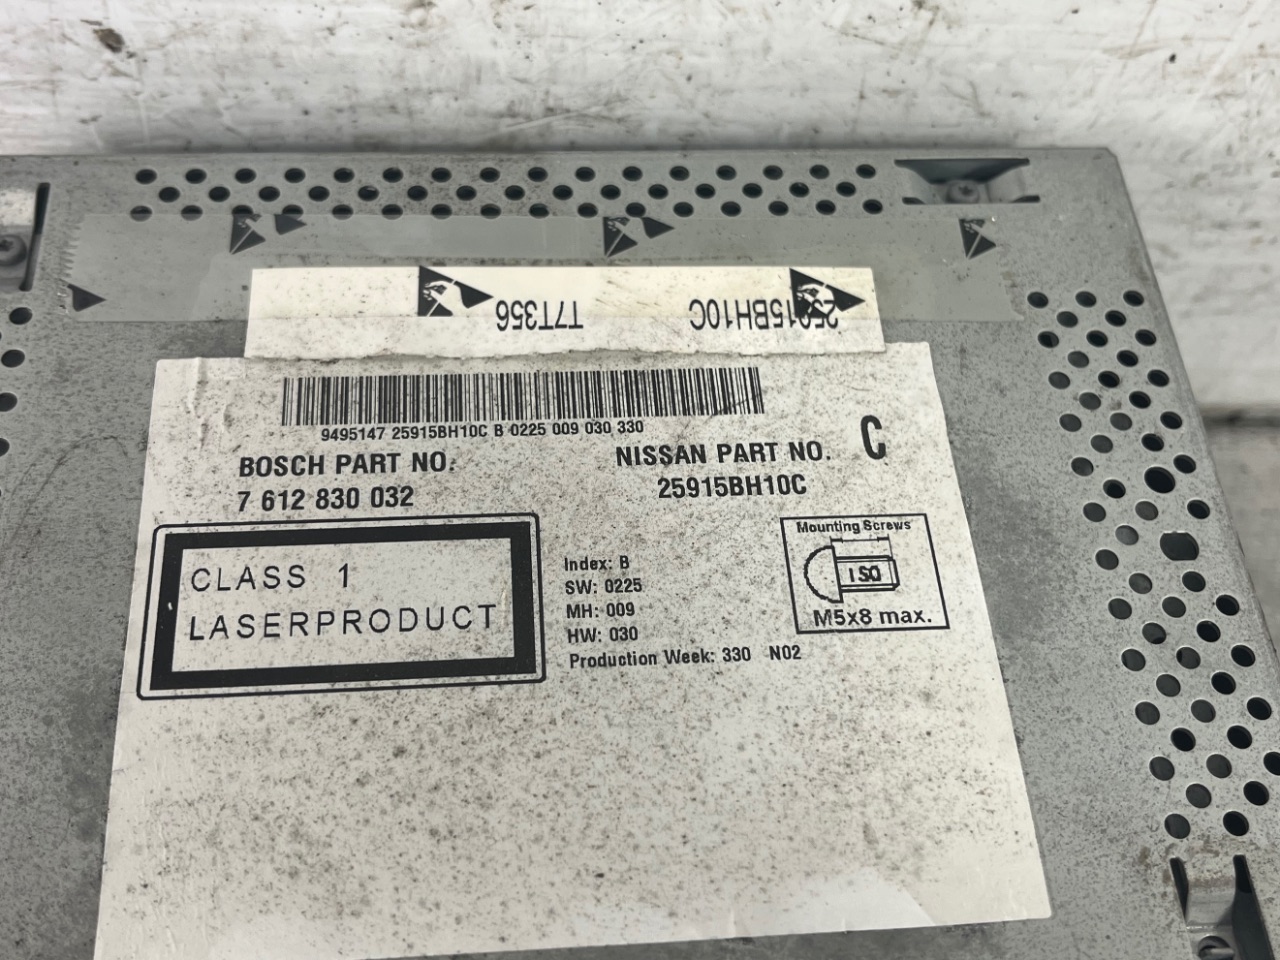 T7T356 25915BH10C
9495147 25915BH10C B 0225 009 030 330
BOSCH PART NO.
7 612 830 032
NISSAN PART NO. C
25915BH10C
CLASS 1
LASERPRODUCT
Index: B
SW: 0225
MH: 009
HW: 030
Production Week: 330 N02
Mounting Screws
ISO
M5x8 max.